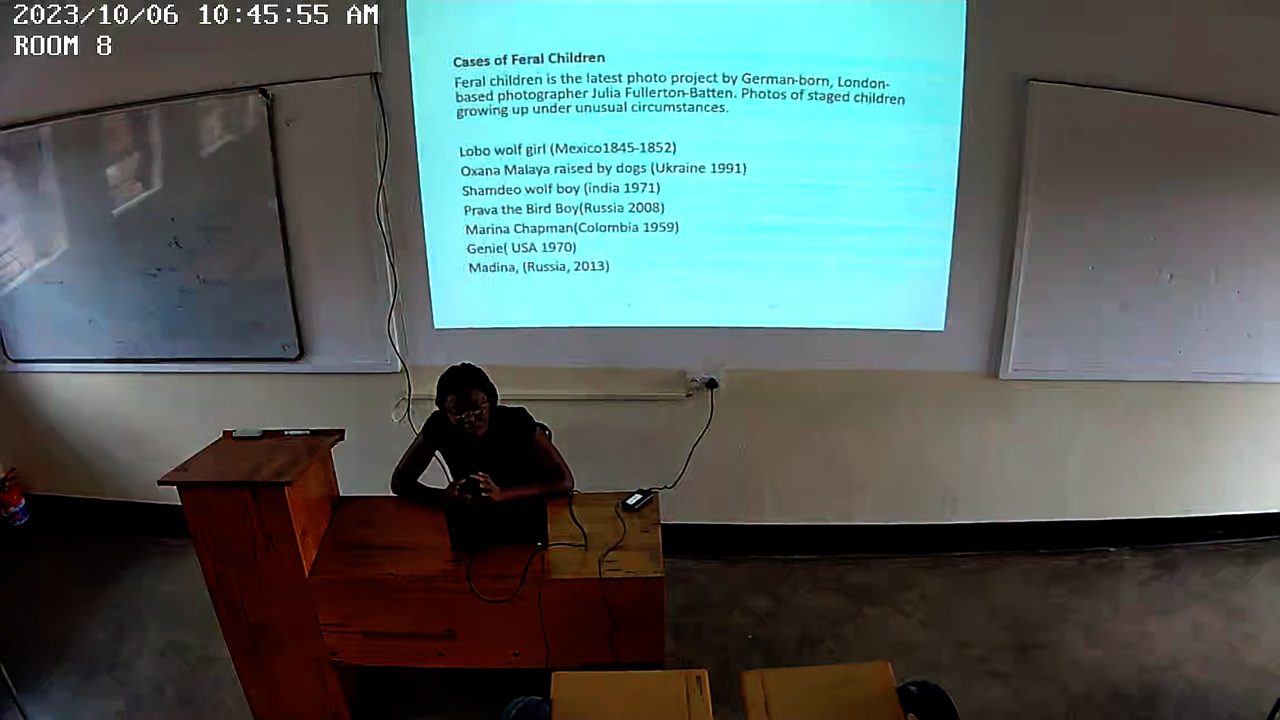 2023/10/06 10:45:55 AM
ROOM 8
Cases of Feral Children
Feral children is the latest photo project by German-born, London-
based photographer Julia Fullerton-Batten. Photos of staged children
growing up under unusual circumstances.
Lobo wolf girl (Mexico1845-1852)
Oxana Malaya raised by dogs (Ukraine 1991)
Shamdeo wolf boy (india 1971)
Prava the Bird Boy(Russia 2008)
Marina Chapman(Colombia 1959)
Genie( USA 1970)
Madina, (Russia, 2013)